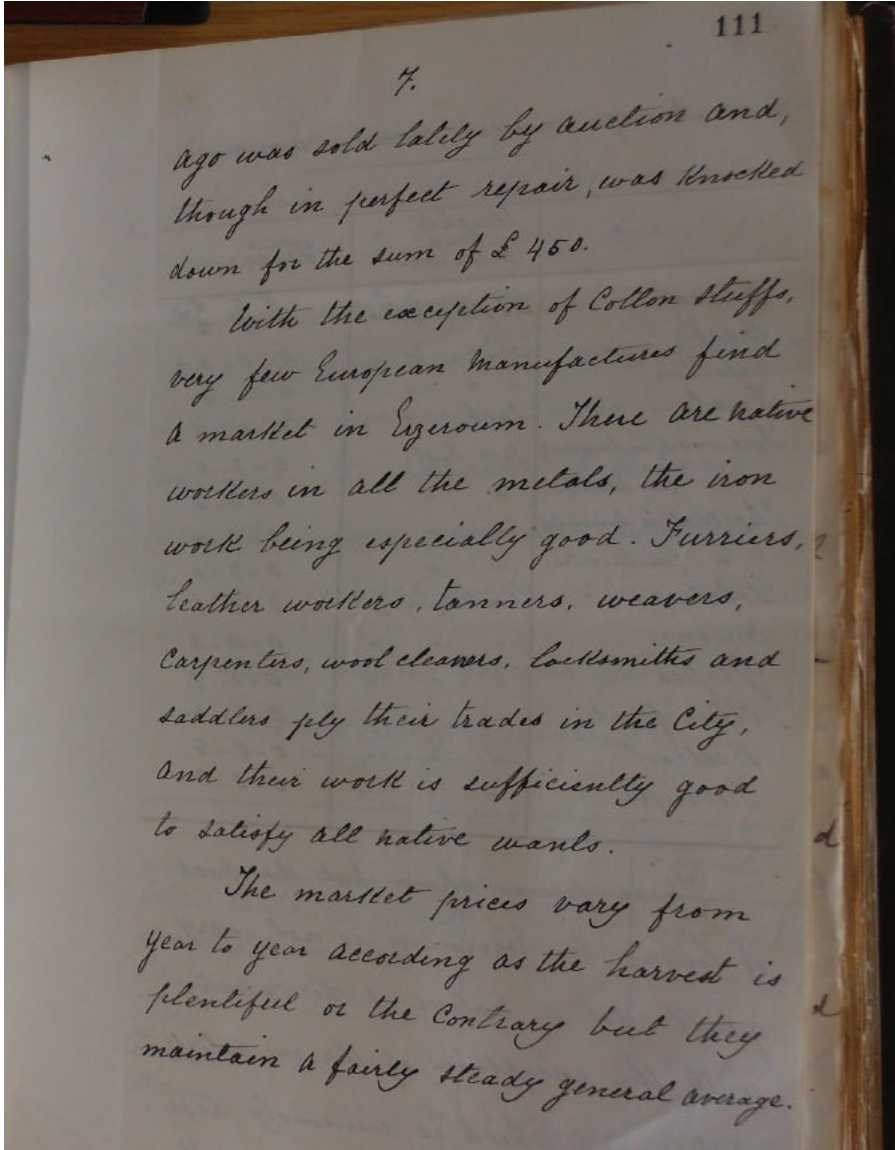 111
7.
ago was sold lately by auction and,
though in perfect repair, was knocked
down for the sum of £ 450.
With the exception of Cotton stuffs,
very few European Manufactures find
a market in Erzeroum. There are native
workers in all the metals, the iron
work being especially good. Furriers,
leather workers, tanners, weavers,
Carpenters, wool cleaners, locksmiths and
saddlers ply their trades in the City,
and their work is sufficiently good
to satisfy all native wants.
The market prices vary from
year to year according as the harvest is
plentiful or the Contrary but they
maintain a fairly steady general average.